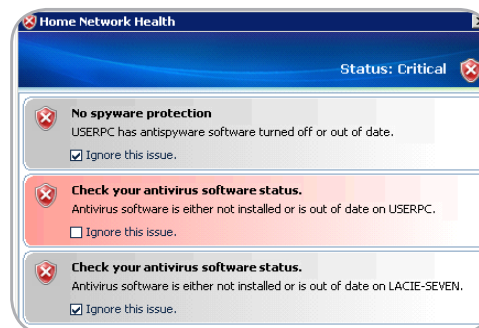 Home Network Health
Status: Critical
No spyware protection
USERPC has antispyware software turned off or out of date.
Ignore this issue.
Check your antivirus software status.
Antivirus software is either not installed or is out of date on USERPC.
Ignore this issue.
Check your antivirus software status.
Antivirus software is either not installed or is out of date on LACIE-SEVEN.
Ignore this issue.